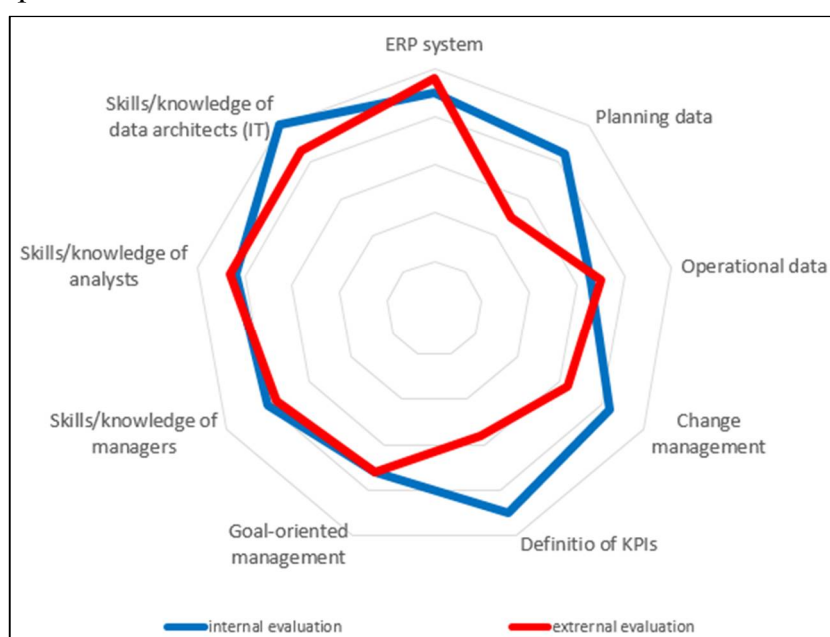 ERP system
Skills/knowledge of
data architects (IT)
Planning data
Skills/knowledge of
analysts
Operational data
Skills/knowledge of
managers
Change
management
Goal-oriented
management
Definitio of KPIs
internal evaluation
extrernal evaluation